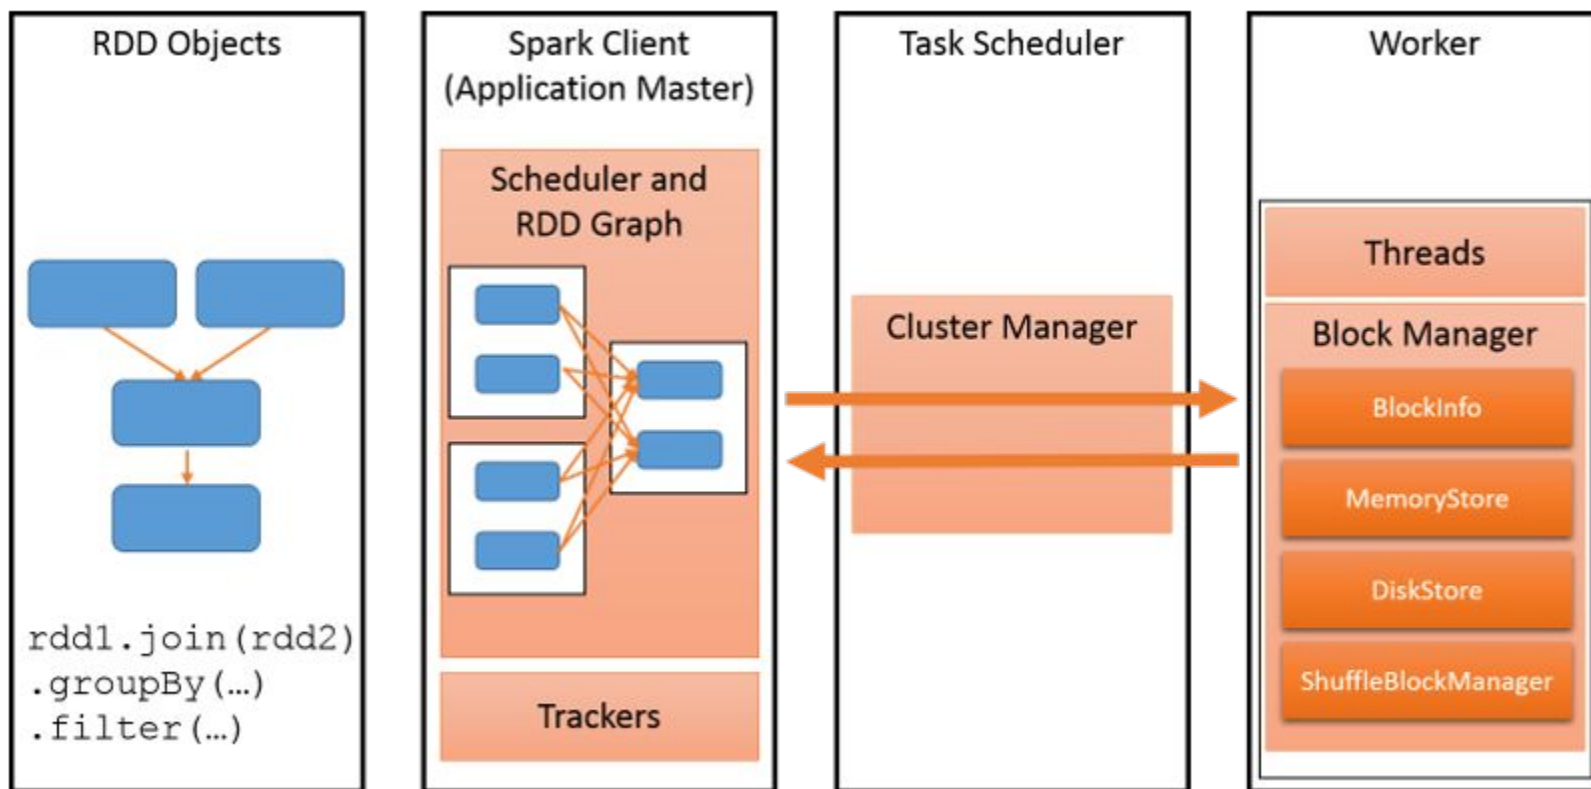 RDD Objects
rdd1.join(rdd2)
.groupBy(…)
.filter(…)
Spark Client
(Application Master)
Scheduler and
RDD Graph
Trackers
Task Scheduler
Cluster Manager
Worker
Threads
Block Manager
BlockInfo
MemoryStore
DiskStore
ShuffleBlockManager